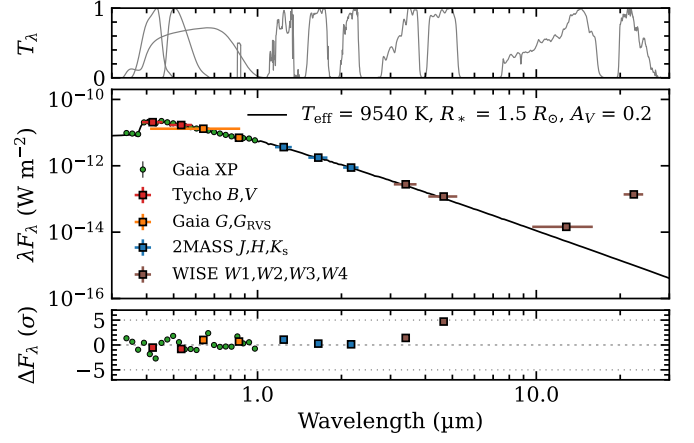 T_λ
1
0
λF_λ (W m⁻²)
10⁻¹⁰
10⁻¹²
10⁻¹⁴
10⁻¹⁶
T_eff = 9540 K, R_* = 1.5 R_⊙, A_V = 0.2
Gaia XP
Tycho B,V
Gaia G,G_RVS
2MASS J,H,K_s
WISE W1,W2,W3,W4
ΔF_λ (σ)
5
0
−5
1.0
10.0
Wavelength (µm)